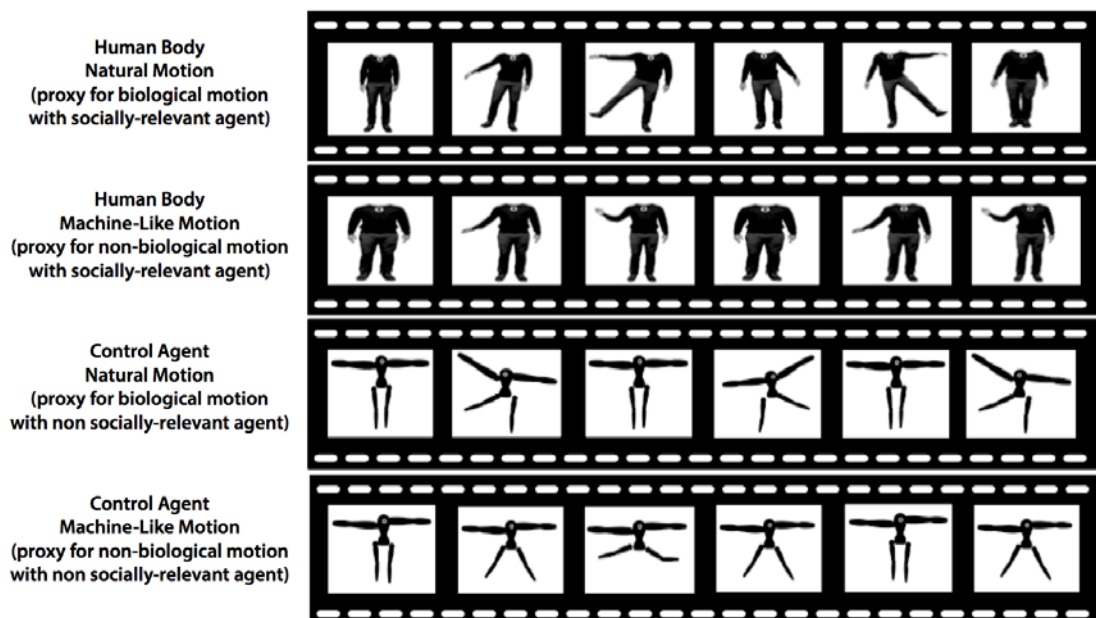 Human Body
Natural Motion
(proxy for biological motion
with socially-relevant agent)
Human Body
Machine-Like Motion
(proxy for non-biological motion
with socially-relevant agent)
Control Agent
Natural Motion
(proxy for biological motion
with non socially-relevant agent)
Control Agent
Machine-Like Motion
(proxy for non-biological motion
with non socially-relevant agent)